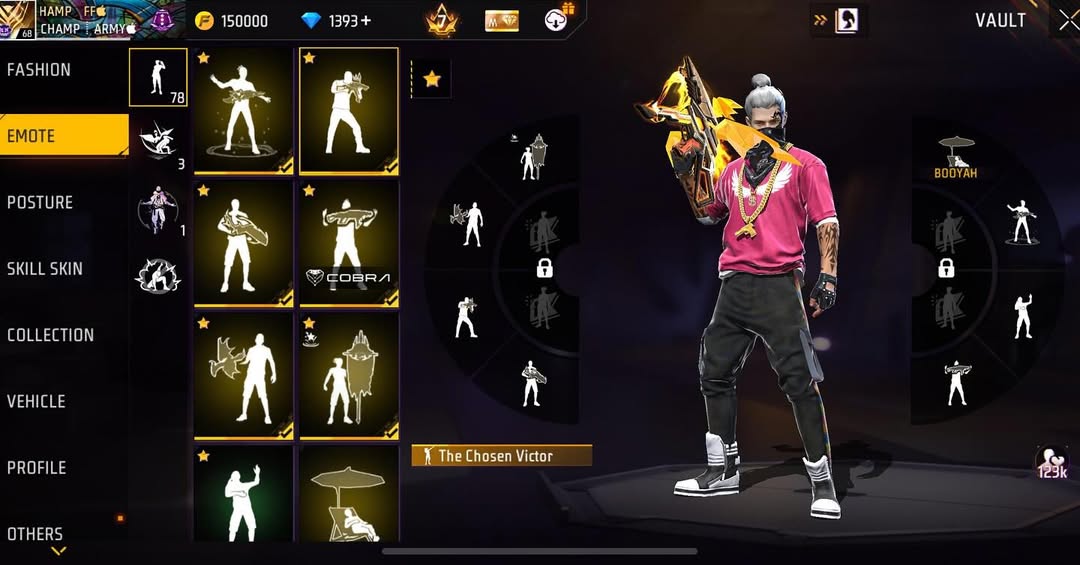 HAMP FF
CHAMP ARMY
68
150000
1393+
7
VAULT
FASHION
78
EMOTE
3
POSTURE
1
SKILL SKIN
COBRA
COLLECTION
VEHICLE
PROFILE
OTHERS
BOOYAH
The Chosen Victor
123k